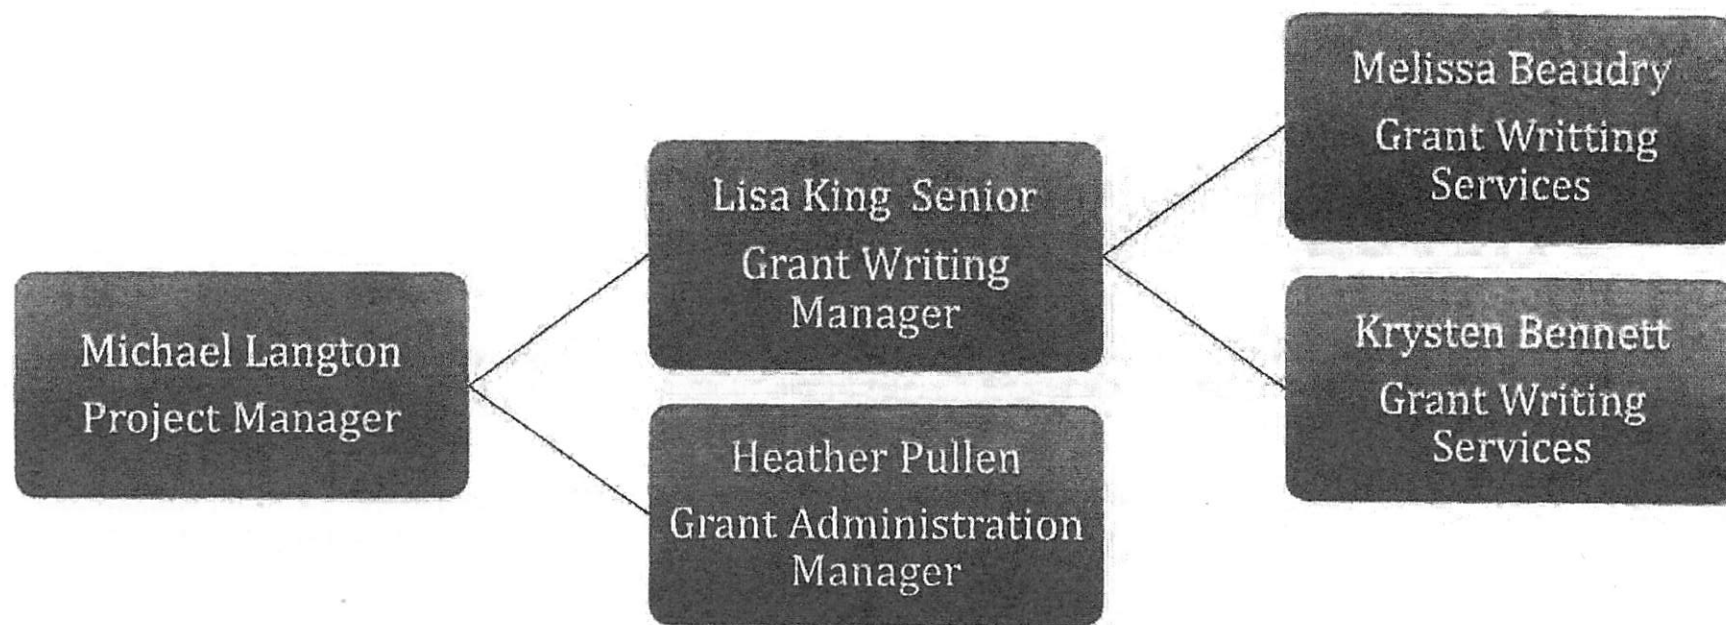 Michael Langton
Project Manager
Lisa King Senior
Grant Writing
Manager
Heather Pullen
Grant Administration
Manager
Melissa Beaudry
Grant Writting
Services
Krysten Bennett
Grant Writing
Services